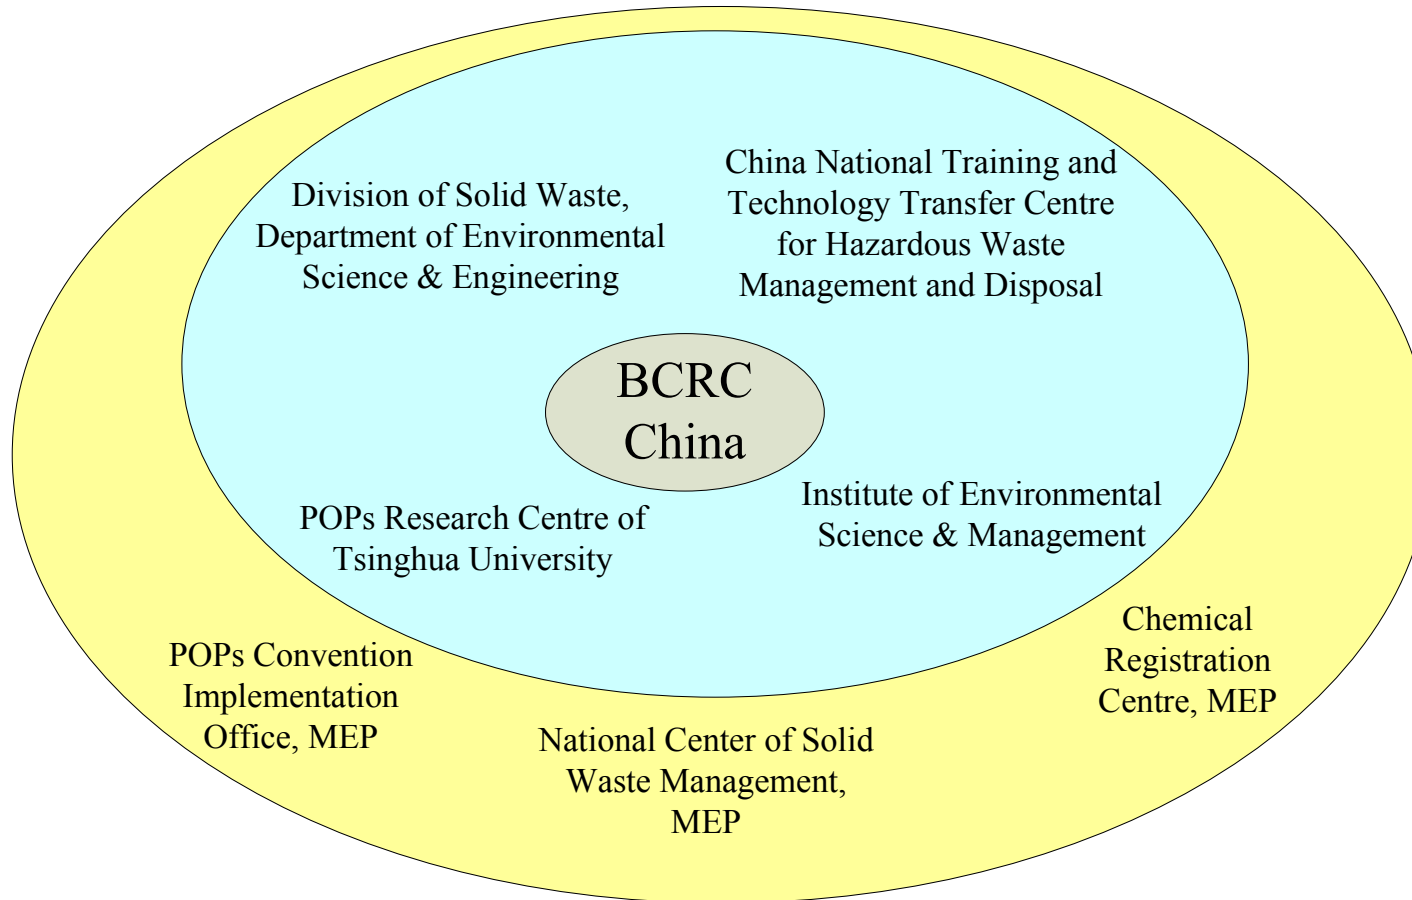 Division of Solid Waste,
Department of Environmental
Science & Engineering
China National Training and
Technology Transfer Centre
for Hazardous Waste
Management and Disposal
BCRC
China
POPs Research Centre of
Tsinghua University
Institute of Environmental
Science & Management
POPs Convention
Implementation
Office, MEP
National Center of Solid
Waste Management,
MEP
Chemical
Registration
Centre, MEP